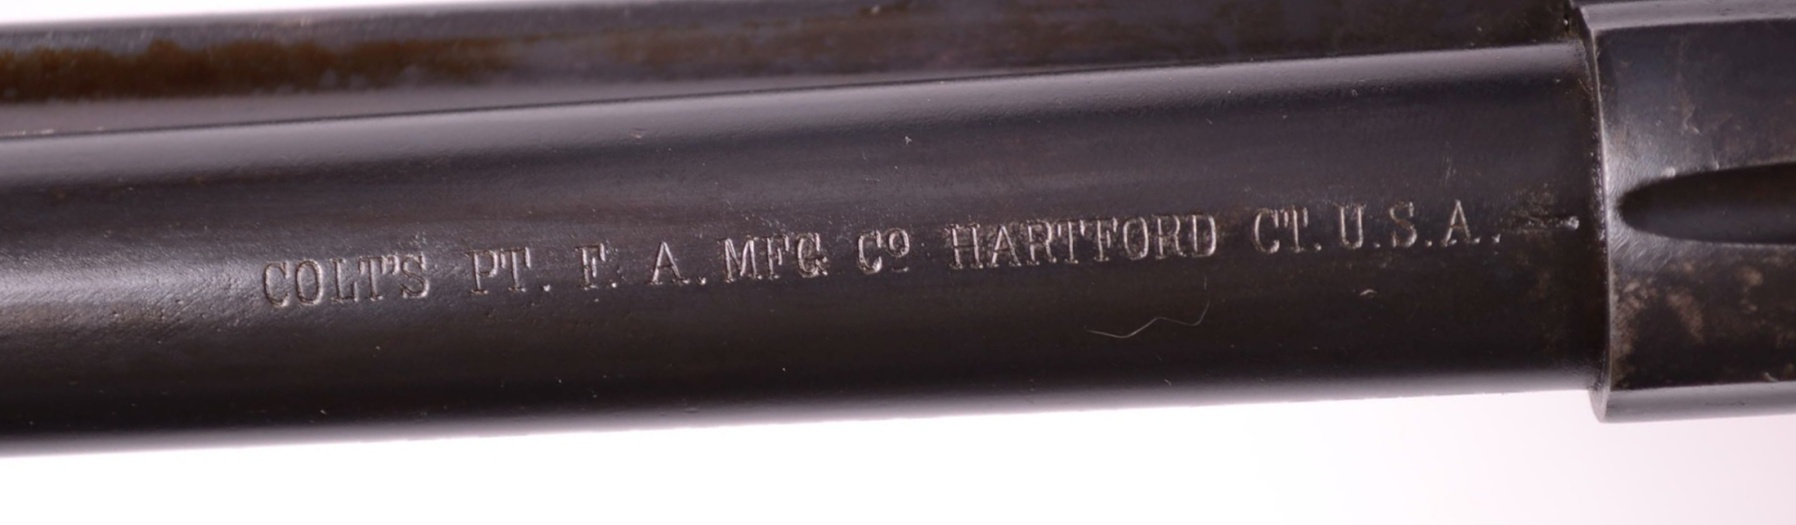 COLT'S PT. F. A. MFG Cº HARTFORD CT. U.S.A.